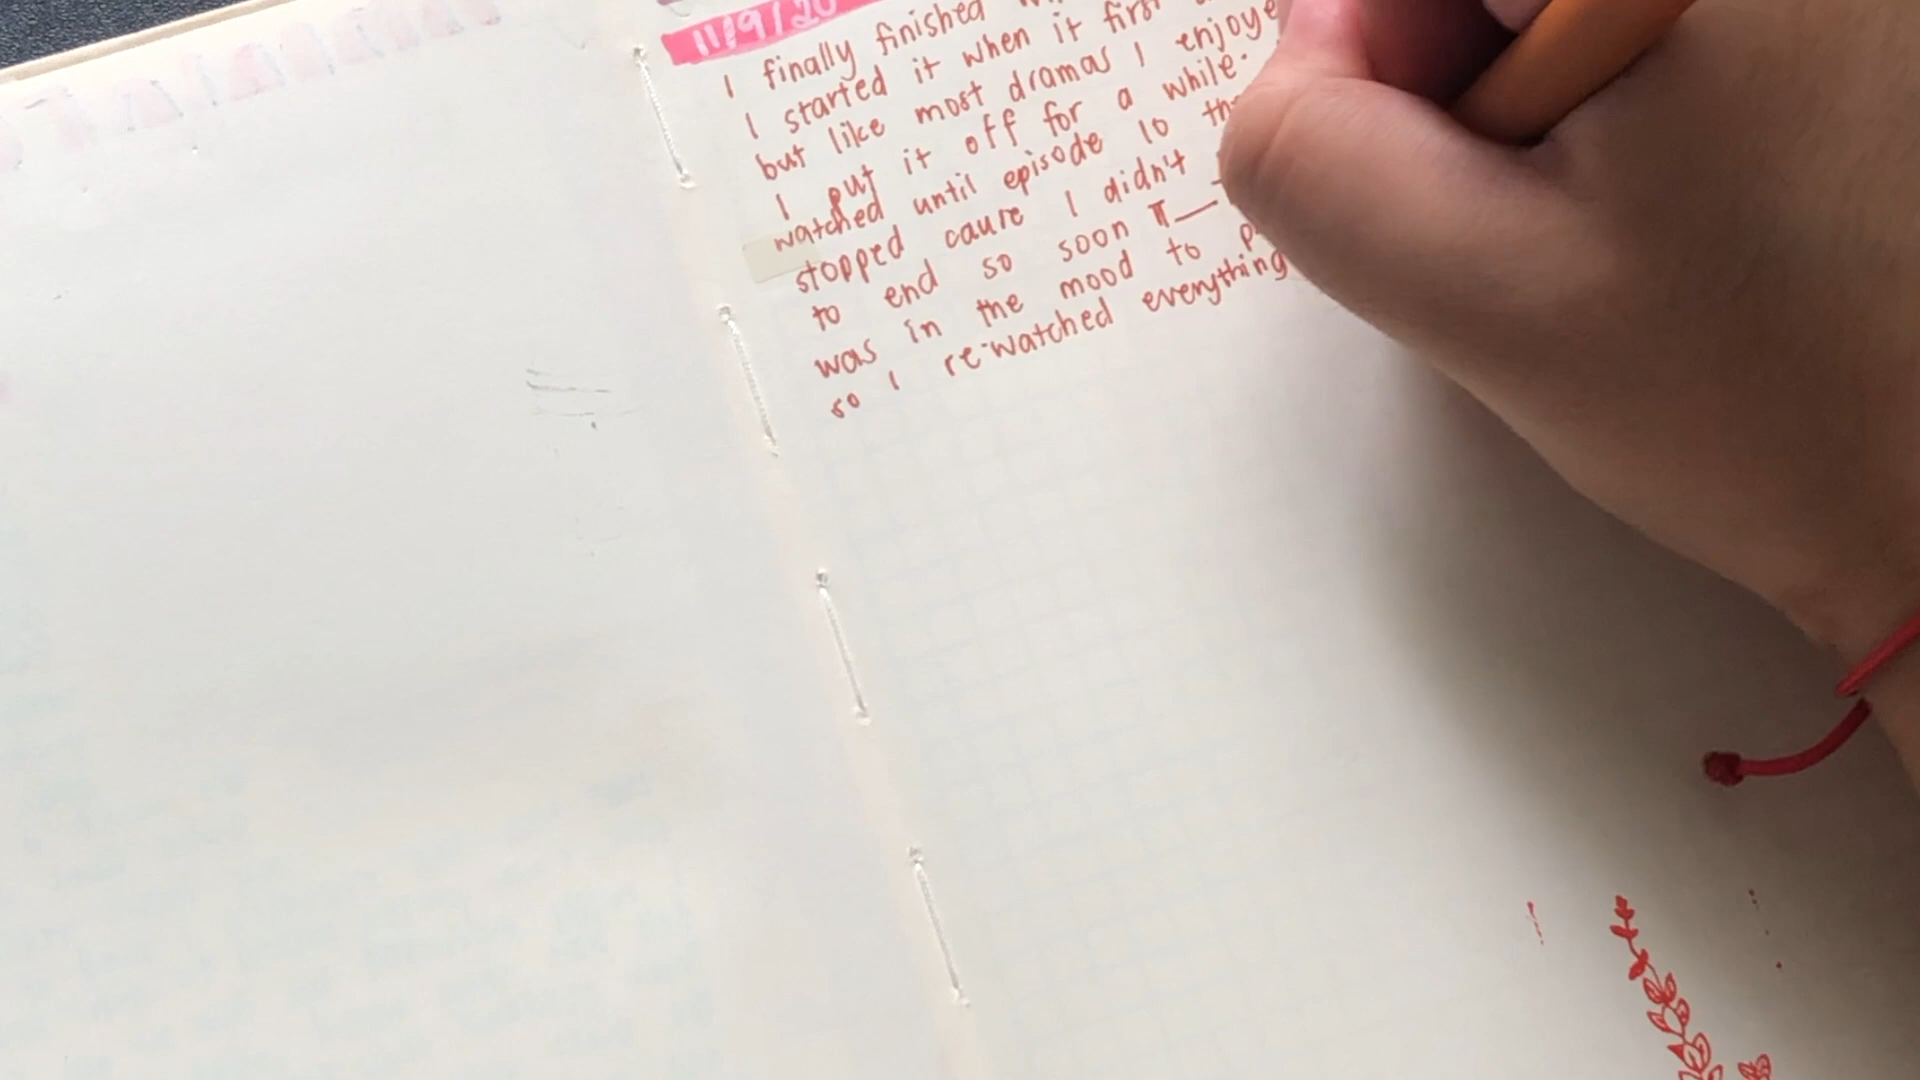 11/9/20
I finally finished
I started it when it first
but like most dramas I enjoye
I put it off for a while.
watched until episode 10 th
stopped cause I didn't
to end so soon T_
was in the mood to p
so I re-watched everything